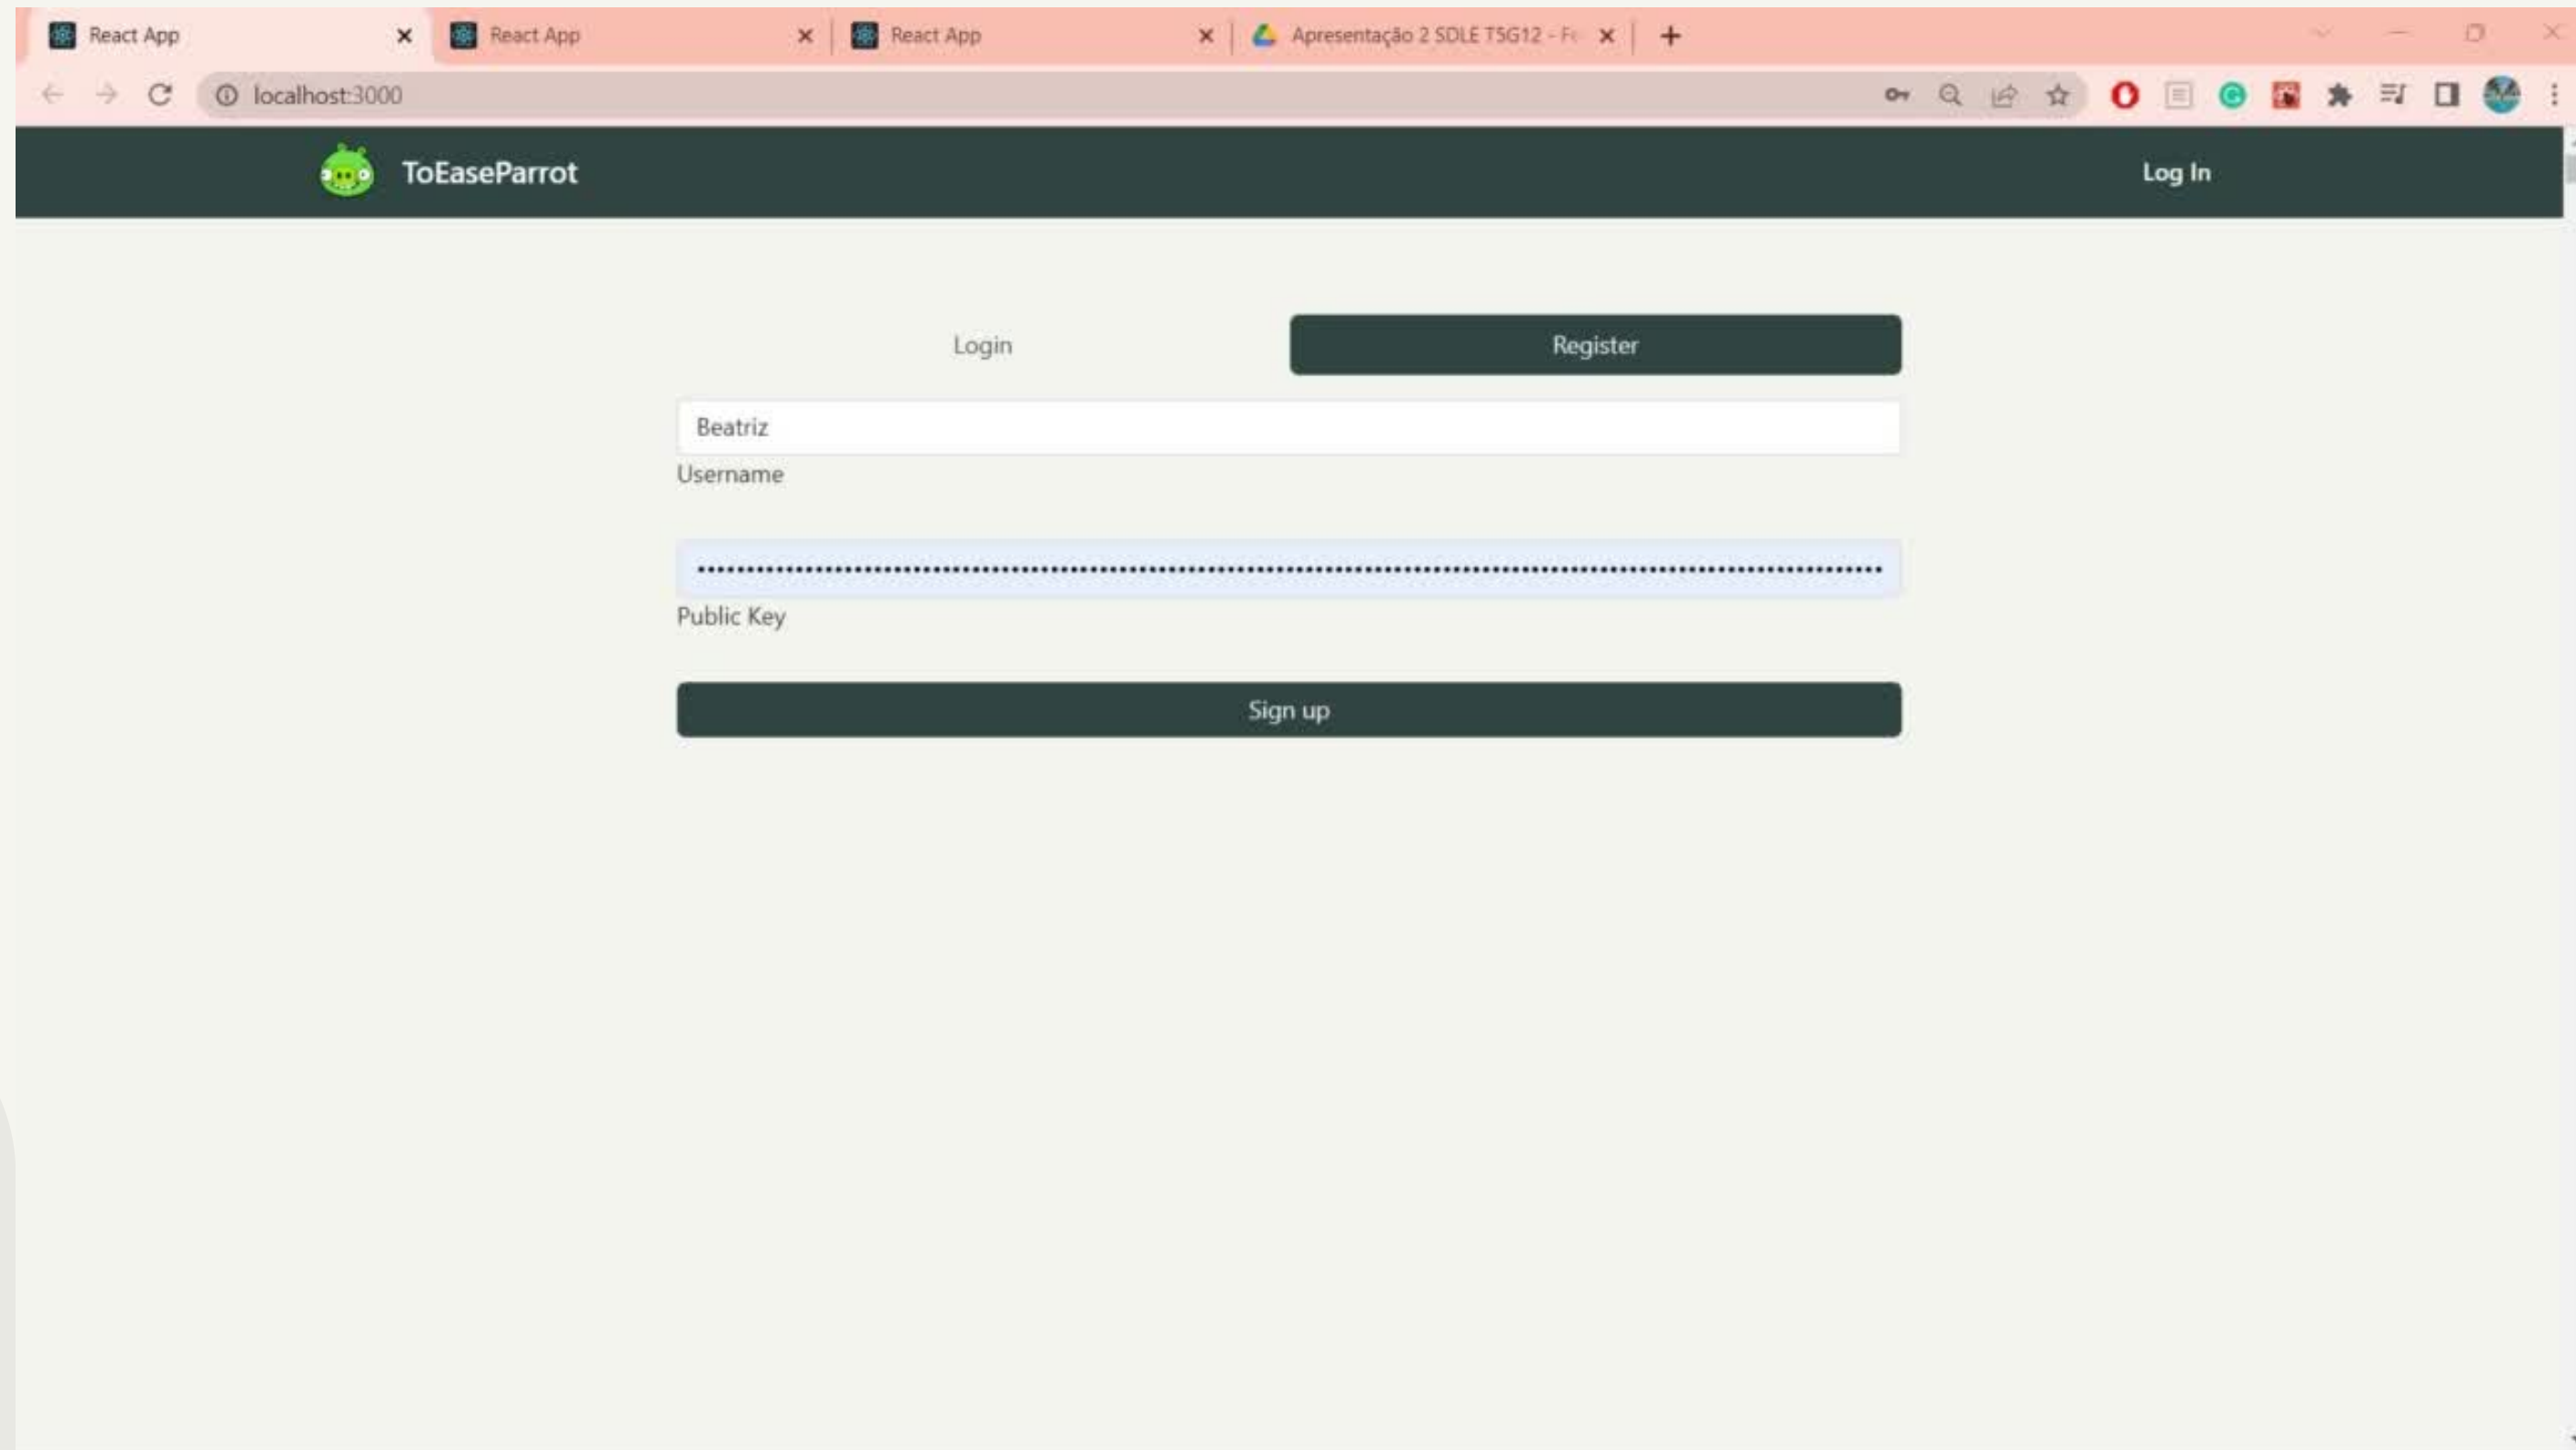 React App
React App
React App
Apresentação 2 SDLE T5G12 - Fe
localhost:3000
ToEaseParrot
Log In
Login
Register
Beatriz
Username
Public Key
Sign up